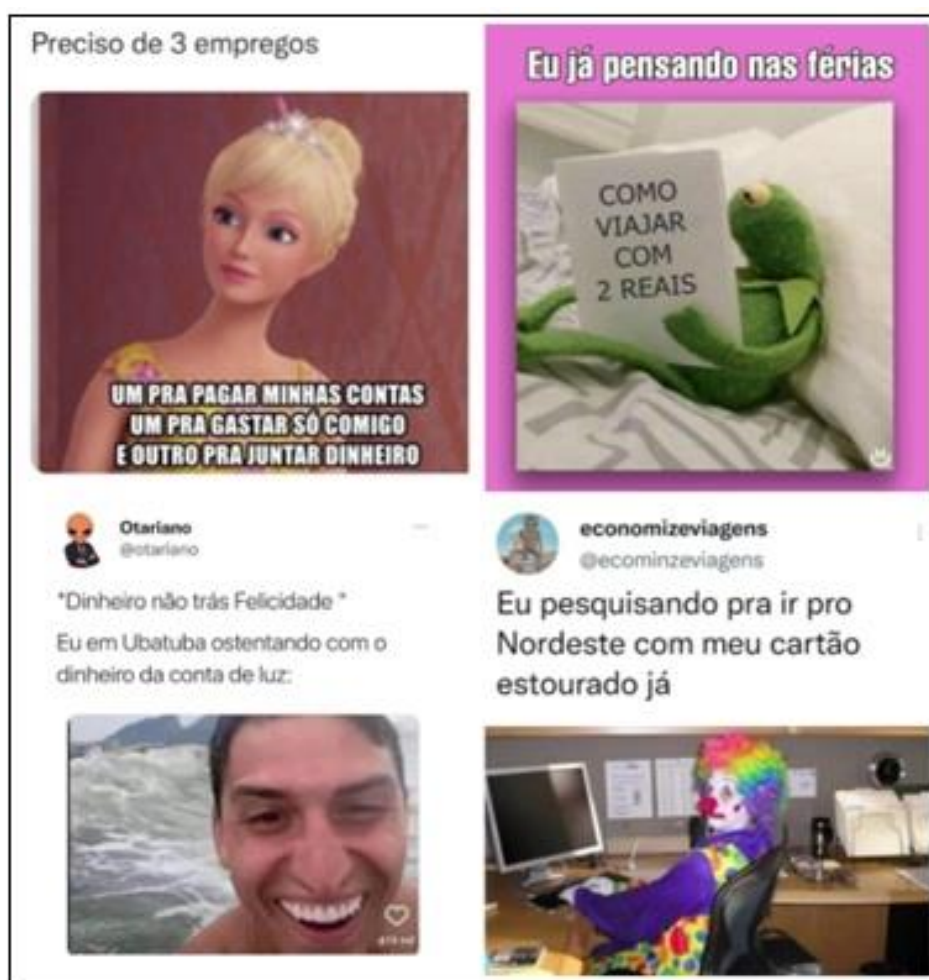 Preciso de 3 empregos
UM PRA PAGAR MINHAS CONTAS
UM PRA GASTAR SÓ COMIGO
E OUTRO PRA JUNTAR DINHEIRO
Eu já pensando nas férias
COMO
VIAJAR
COM
2 REAIS
Otariano
@otariano
"Dinheiro não trás Felicidade "
Eu em Ubatuba ostentando com o
dinheiro da conta de luz:
economizeviagens
@ecominzeviagens
Eu pesquisando pra ir pro
Nordeste com meu cartão
estourado já